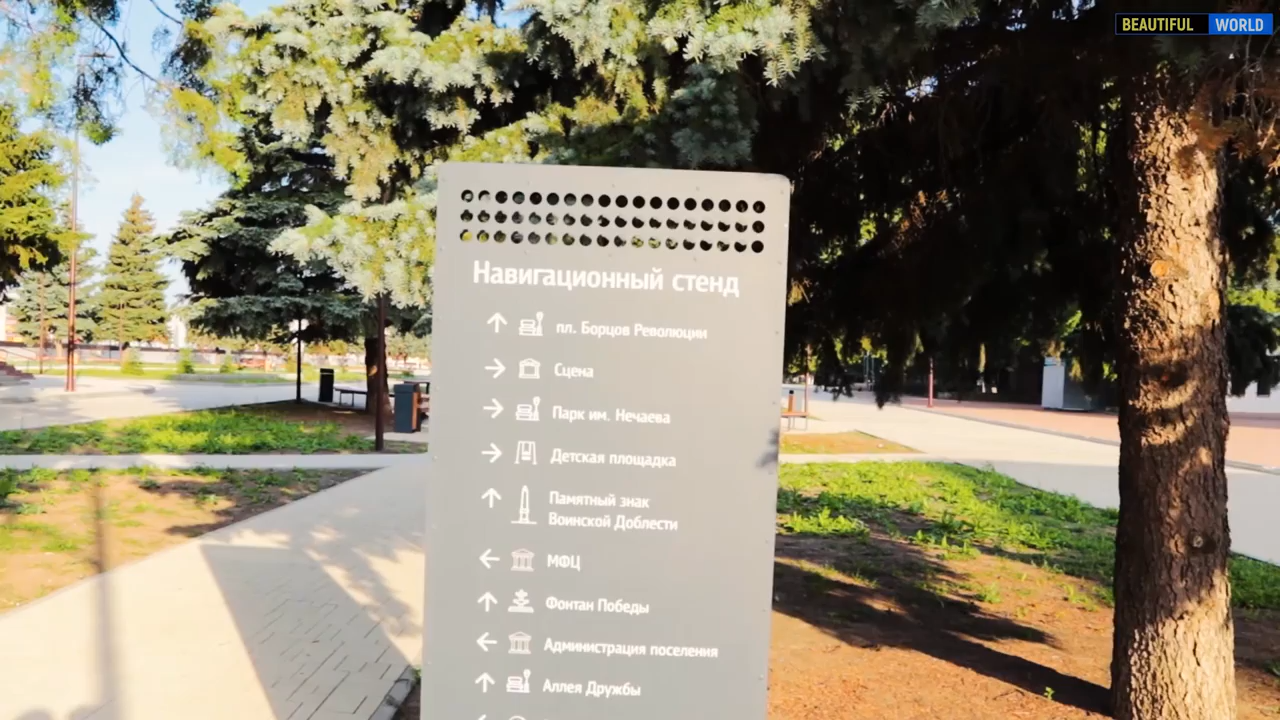 BEAUTIFUL WORLD
Навигационный стенд
пл. Борцов Революции
Сцена
Парк им. Нечаева
Детская площадка
Памятный знак
Воинской Доблести
МФЦ
Фонтан Победы
Администрация поселения
Аллея Дружбы